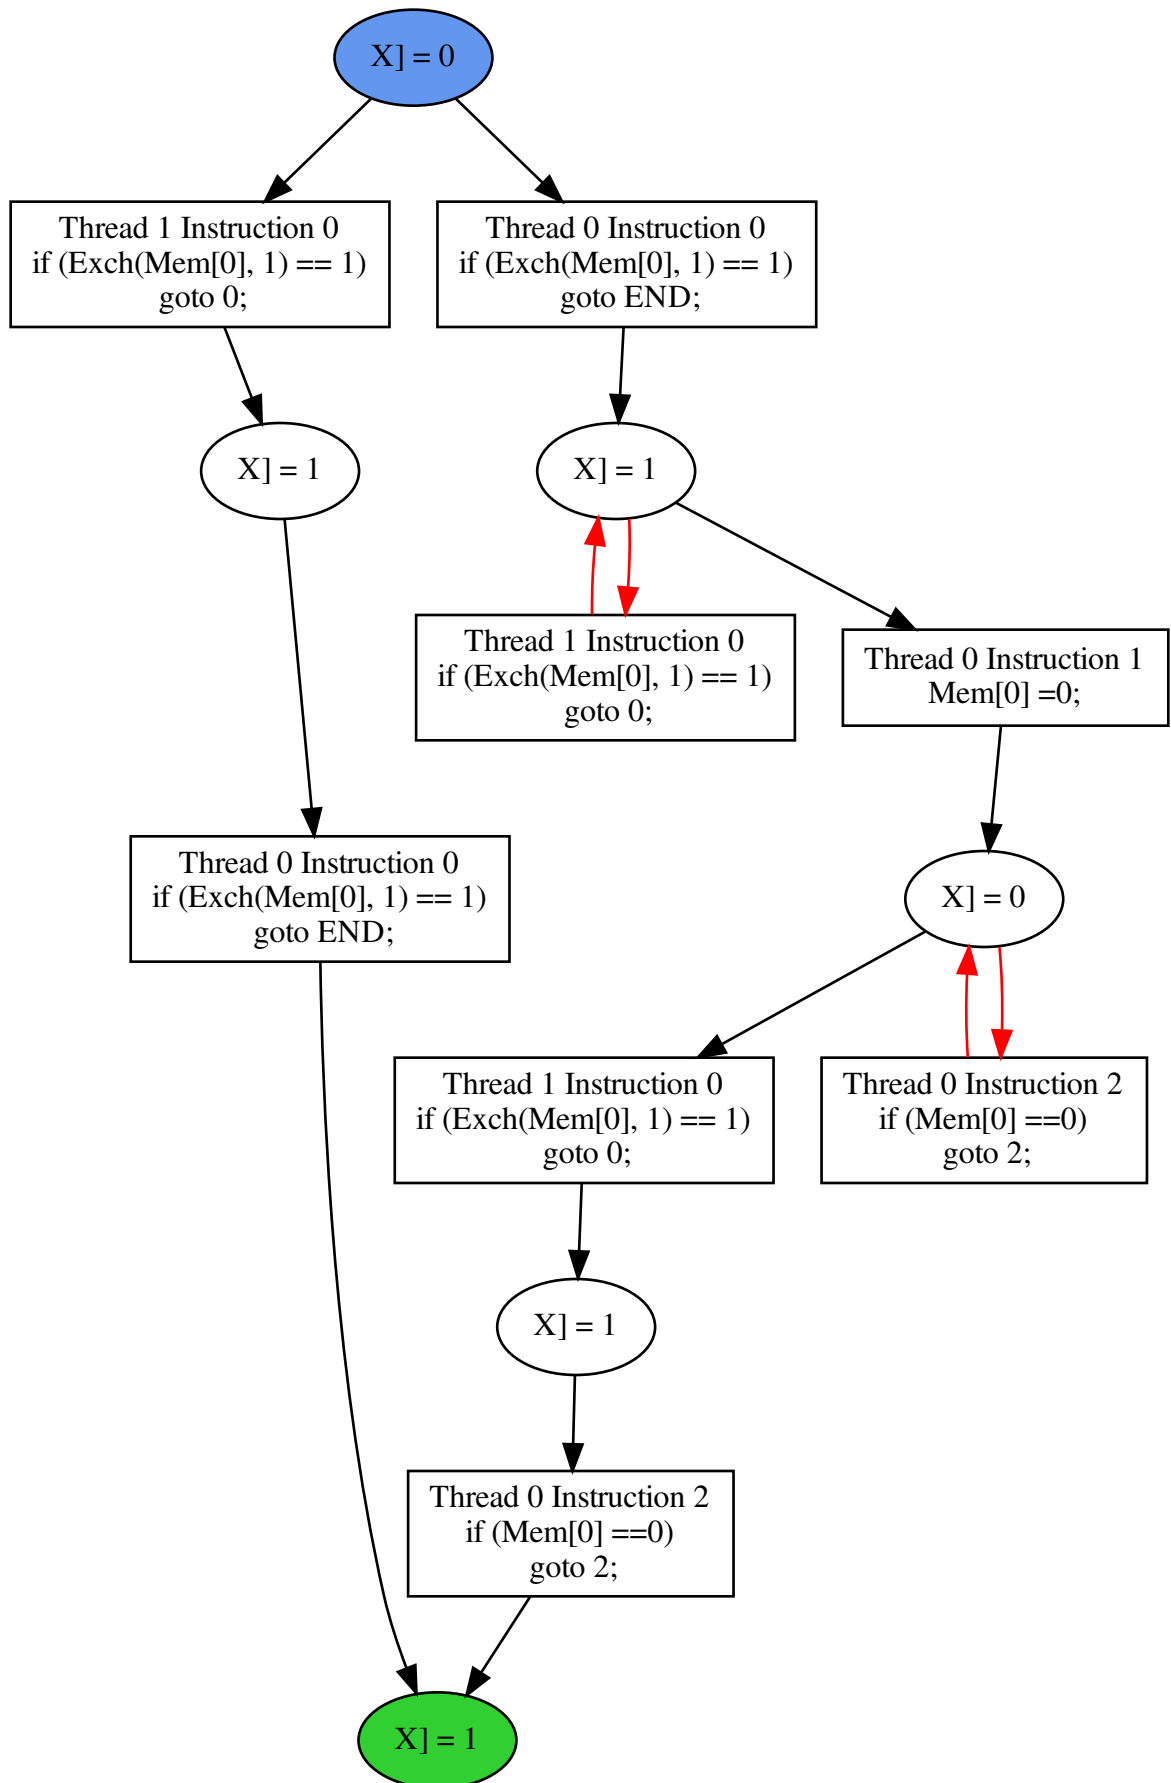 X] = 0
Thread 1 Instruction 0
if (Exch(Mem[0], 1) == 1)
goto 0;
Thread 0 Instruction 0
if (Exch(Mem[0], 1) == 1)
goto END;
X] = 1
X] = 1
Thread 1 Instruction 0
if (Exch(Mem[0], 1) == 1)
goto 0;
Thread 0 Instruction 1
Mem[0] =0;
Thread 0 Instruction 0
if (Exch(Mem[0], 1) == 1)
goto END;
X] = 0
Thread 1 Instruction 0
if (Exch(Mem[0], 1) == 1)
goto 0;
Thread 0 Instruction 2
if (Mem[0] ==0)
goto 2;
X] = 1
Thread 0 Instruction 2
if (Mem[0] ==0)
goto 2;
X] = 1